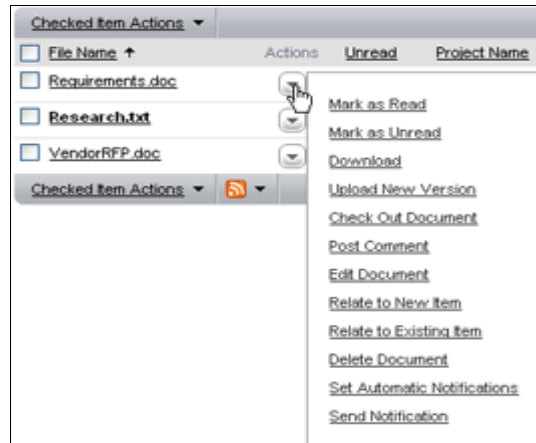 Checked Item Actions
File Name Actions Unread Project Name
Requirements.doc
Research.txt
VendorRFP.doc
Checked Item Actions
Mark as Read
Mark as Unread
Download
Upload New Version
Check Out Document
Post Comment
Edit Document
Relate to New Item
Relate to Existing Item
Delete Document
Set Automatic Notifications
Send Notification